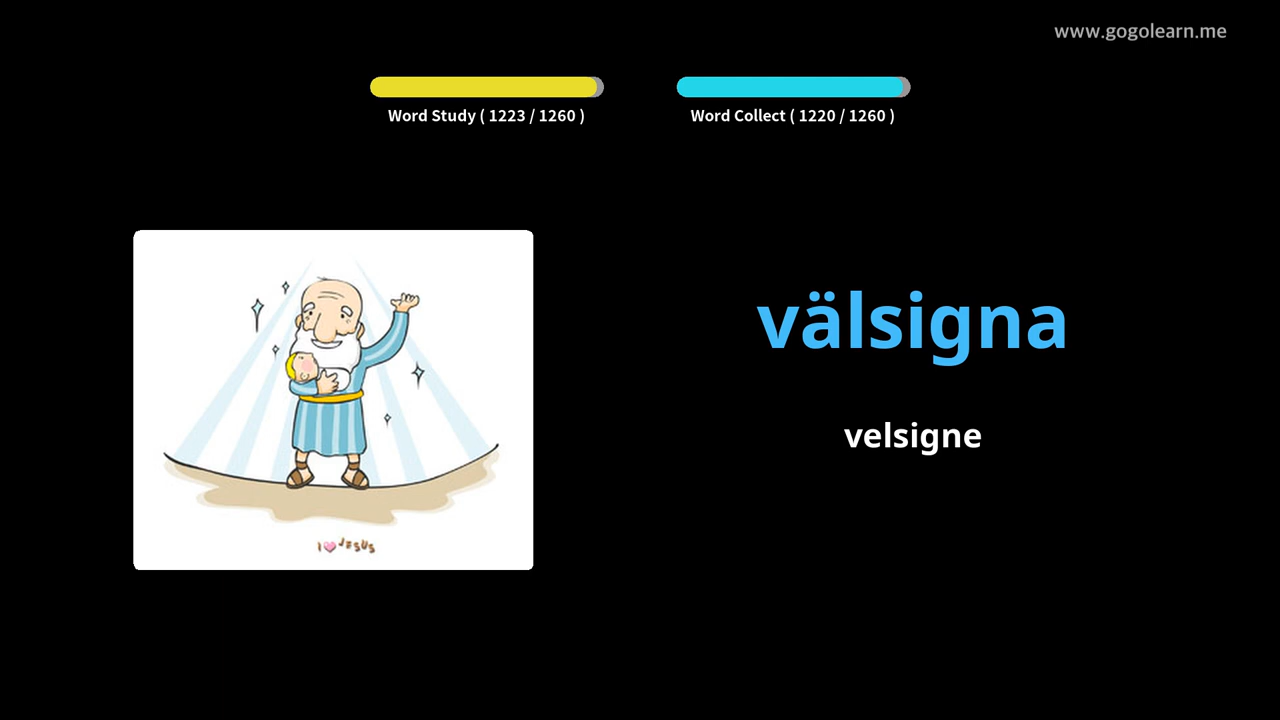 www.gogolearn.me
Word Study ( 1223 / 1260 )
Word Collect ( 1220 / 1260 )
välsigna
velsigne
I JESUS